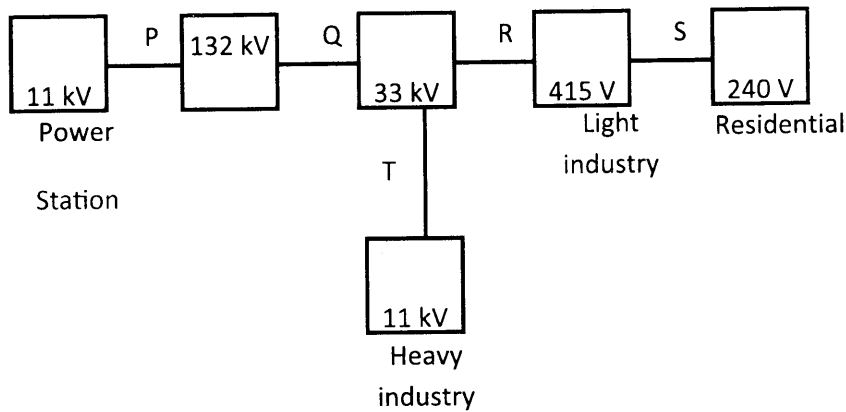 P
Q
R
S
132 kV
11 kV
33 kV
415 V
240 V
Power
Station
Light
industry
Residential
T
11 kV
Heavy
industry